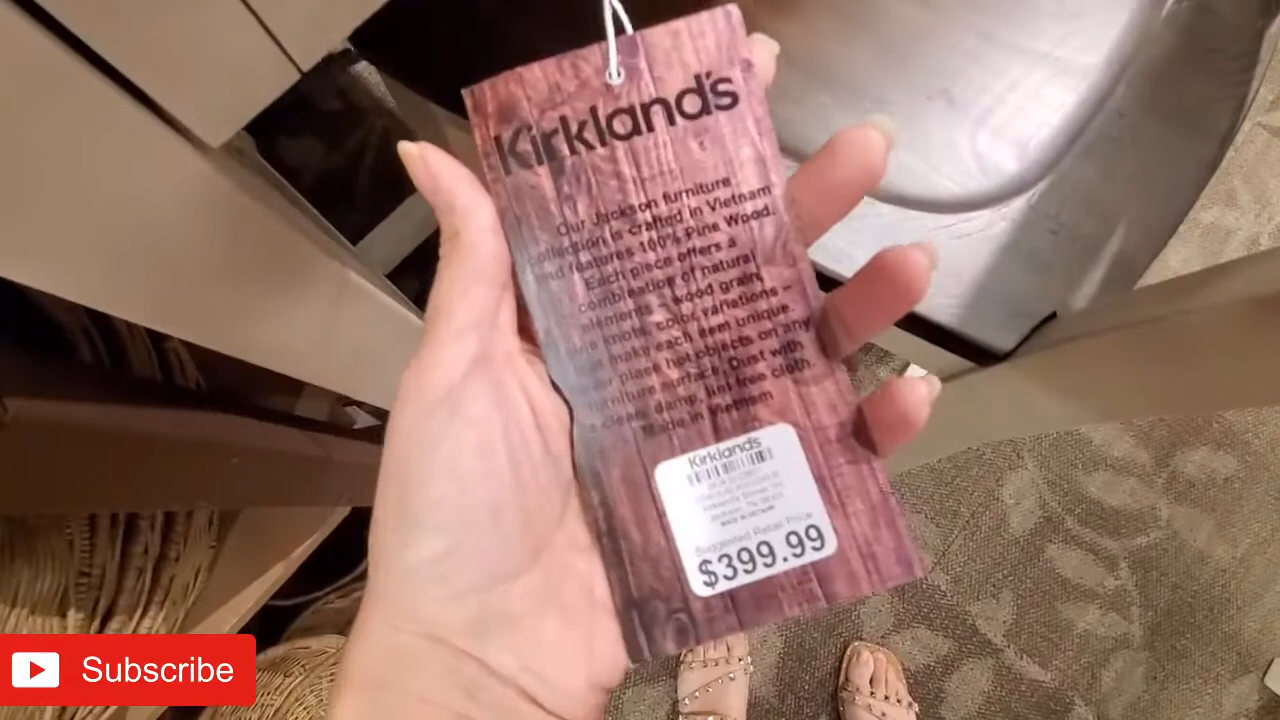 Kirkland's
Our Jackson furniture
collection is crafted in Vietnam
and features 100% Pine Wood.
Each piece offers a
combination of natural
elements – wood grain,
knots, color variations –
make each item unique.
place hot objects on any
furniture surface. Dust with
a clean, damp, lint free cloth.
Made in Vietnam
Kirkland's
MADE IN VIETNAM
Suggested Retail Price
$399.99
Subscribe